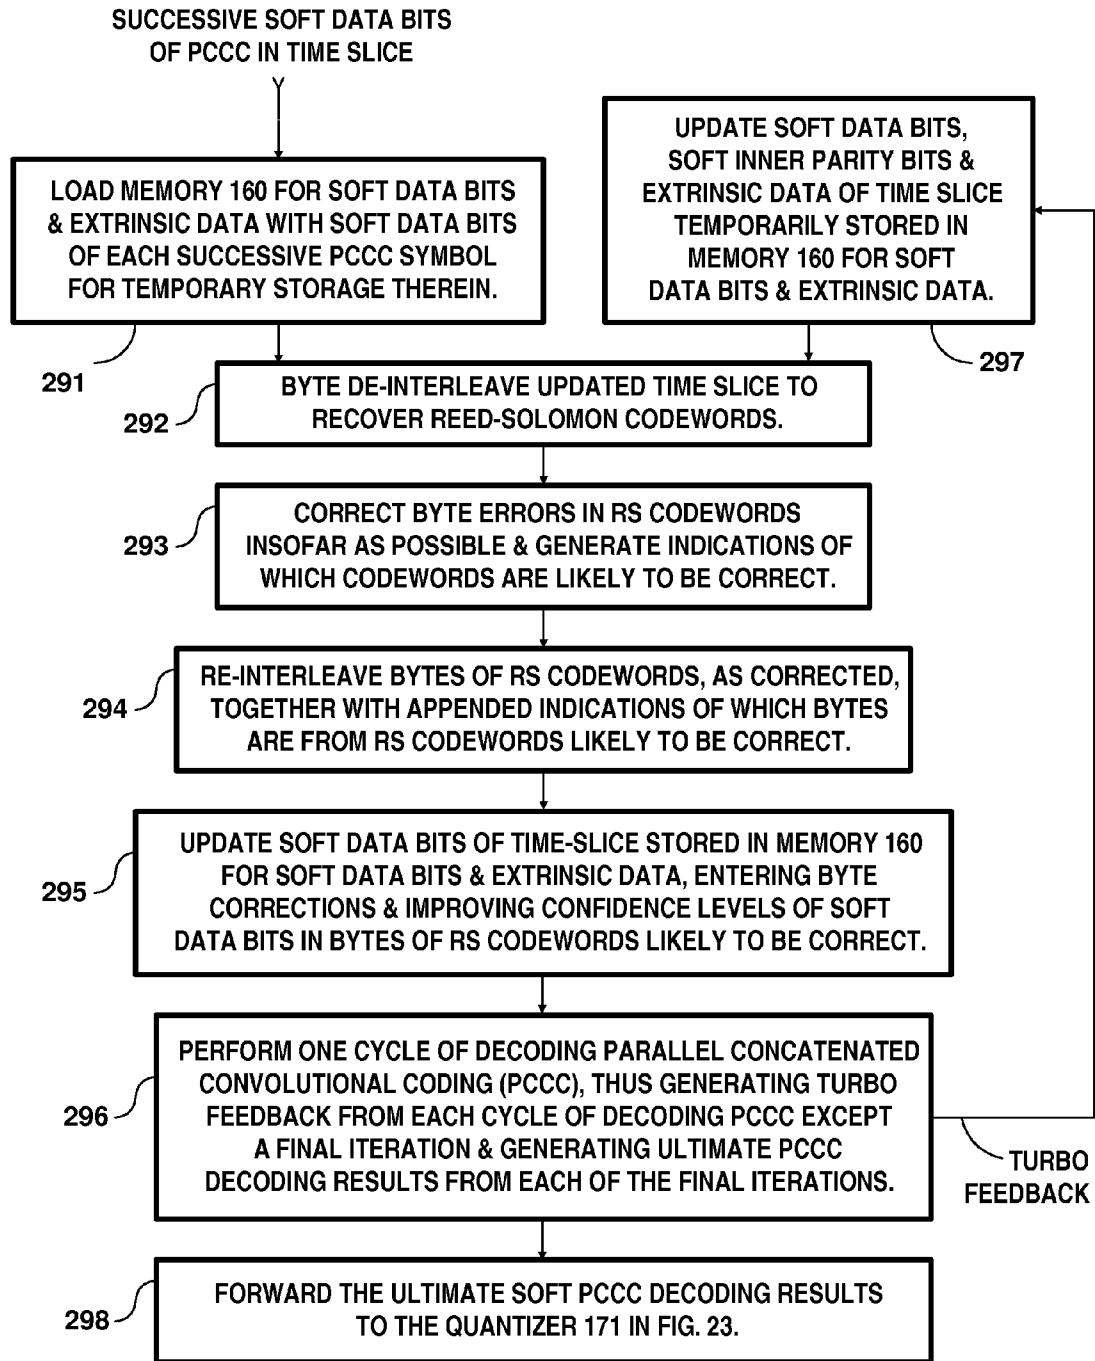 SUCCESSIVE SOFT DATA BITS
OF PCCC IN TIME SLICE
LOAD MEMORY 160 FOR SOFT DATA BITS
& EXTRINSIC DATA WITH SOFT DATA BITS
OF EACH SUCCESSIVE PCCC SYMBOL
FOR TEMPORARY STORAGE THEREIN.
291
UPDATE SOFT DATA BITS,
SOFT INNER PARITY BITS &
EXTRINSIC DATA OF TIME SLICE
TEMPORARILY STORED IN
MEMORY 160 FOR SOFT
DATA BITS & EXTRINSIC DATA.
297
BYTE DE-INTERLEAVE UPDATED TIME SLICE TO
RECOVER REED-SOLOMON CODEWORDS.
292
CORRECT BYTE ERRORS IN RS CODEWORDS
INSOFAR AS POSSIBLE & GENERATE INDICATIONS OF
WHICH CODEWORDS ARE LIKELY TO BE CORRECT.
293
RE-INTERLEAVE BYTES OF RS CODEWORDS, AS CORRECTED,
TOGETHER WITH APPENDED INDICATIONS OF WHICH BYTES
ARE FROM RS CODEWORDS LIKELY TO BE CORRECT.
294
UPDATE SOFT DATA BITS OF TIME-SLICE STORED IN MEMORY 160
FOR SOFT DATA BITS & EXTRINSIC DATA, ENTERING BYTE
CORRECTIONS & IMPROVING CONFIDENCE LEVELS OF SOFT
DATA BITS IN BYTES OF RS CODEWORDS LIKELY TO BE CORRECT.
295
PERFORM ONE CYCLE OF DECODING PARALLEL CONCATENATED
CONVOLUTIONAL CODING (PCCC), THUS GENERATING TURBO
FEEDBACK FROM EACH CYCLE OF DECODING PCCC EXCEPT
A FINAL ITERATION & GENERATING ULTIMATE PCCC
DECODING RESULTS FROM EACH OF THE FINAL ITERATIONS.
296
TURBO
FEEDBACK
FORWARD THE ULTIMATE SOFT PCCC DECODING RESULTS
TO THE QUANTIZER 171 IN FIG. 23.
298